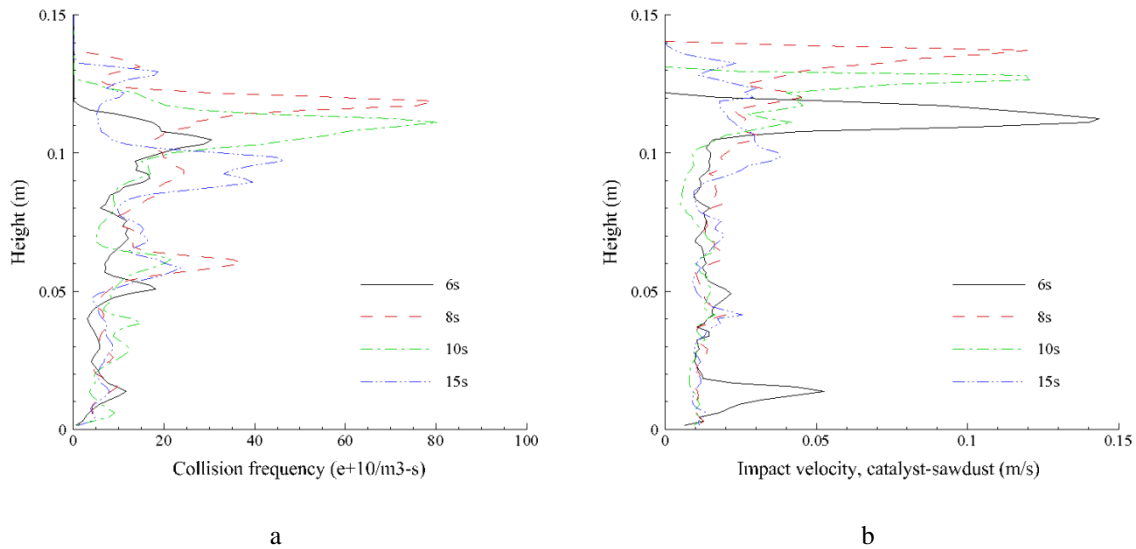 0.15
0.1
0.05
0
Height (m)
0 20 40 60 80 100
Collision frequency (e+10/m3-s)
6s
8s
10s
15s
a
0.15
0.1
0.05
0
Height (m)
0 0.05 0.1 0.15
Impact velocity, catalyst-sawdust (m/s)
6s
8s
10s
15s
b